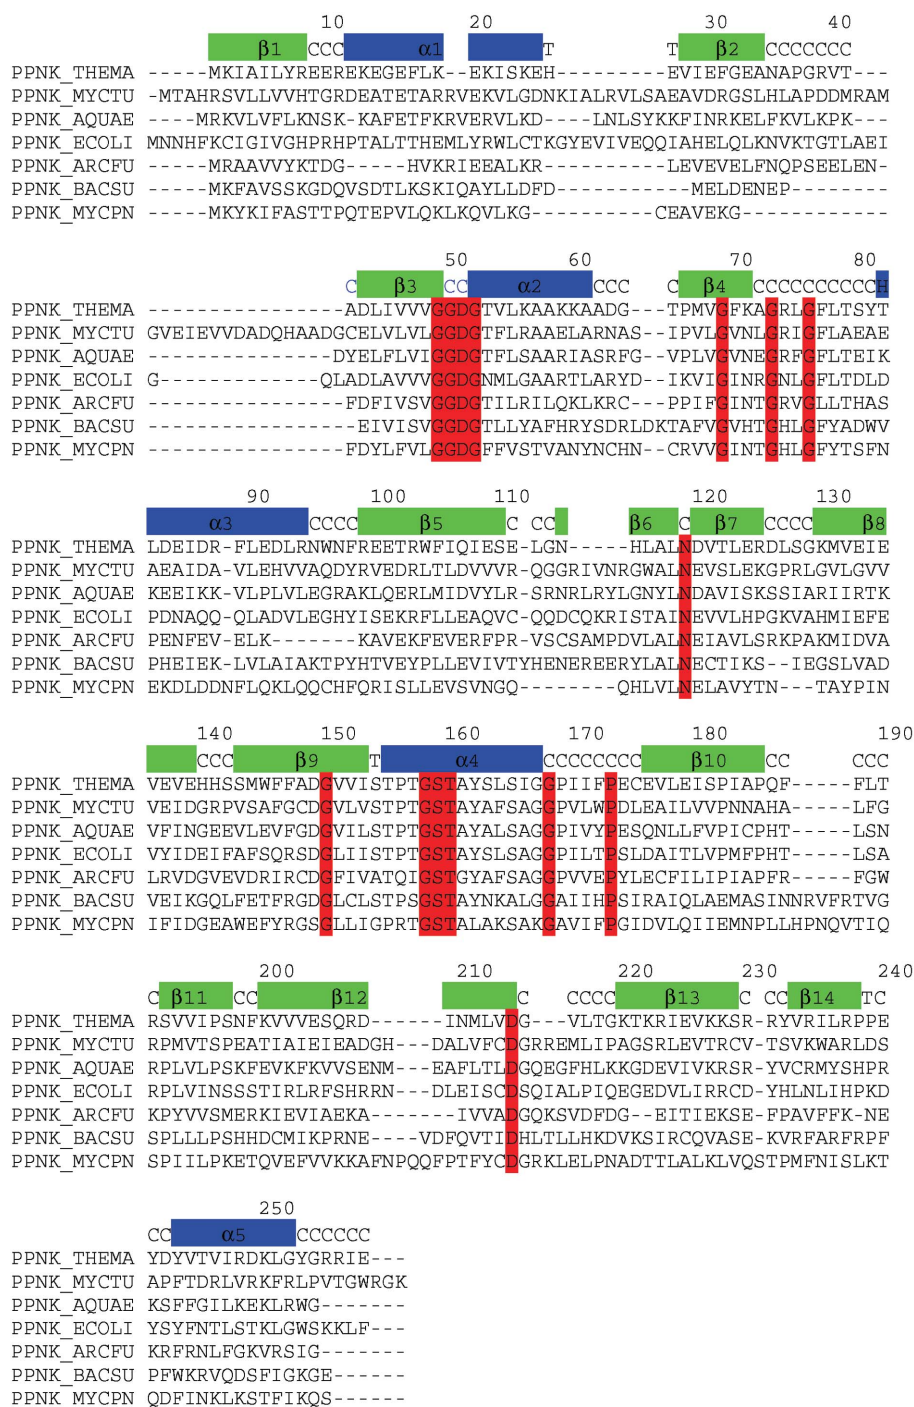 10 20 30 40
β1 CCC α1 T T β2 CCCCCCC
PPNK_THEMA -----MKIAILYREEREKEGEFLK--EKISKEH---------EVIEFGEANAPGRVT---
PPNK_MYCTU -MTAHRSVLLVVHTGRDEATETARRVEKVLGDNKIALRVLSAEAVDRGSLHLAPDDMRAM
PPNK_AQUAE ----MRKVLVFLKNSK-KAFETFKRVERVLKD----LNLSYKKFINRKELFKVLKPK---
PPNK_ECOLI MNNHFKCIGIVGHPRHPTALTTHEMLYRWLCTKGYEVIVEQQIAHELQLKNVKTGTLAEI
PPNK_ARCFU -----MRAAVVYKTDG-----HVKRIEEALKR----------LEVEVELFNQPSEELEN-
PPNK_BACSU -----MKFAVSSKGDQVSDTLKSKIQAYLLDFD----------MELDENEP---------
PPNK_MYCPN -----MKYKIFASTTPQTEPVLQKLKQVLKG----------CEAVEKG------------
50 60 70 80
C β3 CC α2 CCC C β4 CCCCCCCCCC H
PPNK_THEMA ----------------ADLIVVVGGDGTVLKAAKKAADG--TPMVGFKAGRLGFLTSYT
PPNK_MYCTU GVEIEVVDADQHAADGCELVLVLGGDGTFLRAAELARNAS--IPVLGVNLGRIGFLAEAE
PPNK_AQUAE ---------------DYELFLVIGGDGTFLSAARIASRFG--VPLVGVNEGRFGFLTEIK
PPNK_ECOLI G-------------QLADLAVVVGGDGNMLGAARTLARYD--IKVIGINRGNLGFLTDLD
PPNK_ARCFU ----------------FDFIVSVGGDGTILRILQKLKRC--PPIFGINTGRVGLLTHAS
PPNK_BACSU ----------------EIVISVGGDGTLLYAFHRYSDRLDKTAFVGVHTGHLGFYADWV
PPNK_MYCPN ----------------FDYLFVLGGDGFFVSTVANYNCHN--CRVVGINTGHLGFYTSFN
90 100 110 120 130
α3 CCCC β5 C CC β6 C β7 CCCC β8
PPNK_THEMA LDEIDR-FLEDLRNWNFREETRWFIQIESE-LGN-----HLALNDVTLERDLSGKMVEIE
PPNK_MYCTU AEAIDA-VLEHVVAQDYRVEDRLTLDVVVR-QGGRIVNRGWALNEVSLEKGPRLGVLGVV
PPNK_AQUAE KEEIKK-VLPLVLEGRAKLQERLMIDVYLR-SRNRLRYLGNYLNDAVISKSSIARIIRTK
PPNK_ECOLI PDNAQQ-QLADVLEGHYISEKRFLLEAQVC-QQDCQKRISTAINEVVLHPGKVAHMIEFE
PPNK_ARCFU PENFEV-ELK-------KAVEKFEVERFPR-VSCSAMPDVLALNEIAVLSRKPAKMIDVA
PPNK_BACSU PHEIEK-LVLAIAKTPYHTVEYPLLEVIVTYHENEREERYLALNECTIKS--IEGSLVAD
PPNK_MYCPN EKDLDDNFLQKLQQCHFQRISLLEVSVNGQ--------QHLVLNELAVYTN---TAYPIN
140 150 160 170 180 190
CCC β9 T α4 CCCCCCCC β10 CC CCC
PPNK_THEMA VEVEHHSSMWFFADGVVISTPTGSTAYSLSIGGPIIFPECEVLEISPIAPQF-----FLT
PPNK_MYCTU VEIDGRPVSAFGCDGVLVSTPTGSTAYAFSAGGPVLWPDLEAILVVPNNAHA-----LFG
PPNK_AQUAE VFINGEEVLEVFGDGVILSTPTGSTAYALSAGGPIVYPESQNLLFVPICPHT-----LSN
PPNK_ECOLI VYIDEIFAFSQRSDGLIISTPTGSTAYSLSAGGPILTPSLDAITLVPMFPHT-----LSA
PPNK_ARCFU LRVDGVEVDRIRCDGFIVATQIGSTGYAFSAGGPVVEPYLECFILIPIAPFR-----FGW
PPNK_BACSU VEIKGQLFETFRGDGLCLSTPSGSTAYNKALGGAIIHPSIRAIQLAEMASINNRVFRTVG
PPNK_MYCPN IFIDGEAWEFYRGSGLLIGPRTGSTALAKSAKGAVIFPGIDVLQIIEMNPLLHPNQVTIQ
200 210 220 230 240
C β11 CC β12 C CCCC β13 C CC β14 TC
PPNK_THEMA RSVVIPSNFKVVVESQRD------INMLVDG---VLTGKTKRIEVKKSR-RYVRILRPPE
PPNK_MYCTU RPMVTSPEATIAIEIEADGH----DALVFCDGRREMLIPAGSRLEVTRCV-TSVKWARLDS
PPNK_AQUAE RPLVLPSKFEVKFKVVSENM---EAFLTLDGQEGFHLKKGDEVIVKRSR-YVCRMYSHPR
PPNK_ECOLI RPLVINSSSTIRLRFSHRRN---DLEISCDSQIALPIQEGEDVLIRRCD-YHLNLIHPKD
PPNK_ARCFU KPYVVSMERKIEVIAEKA------IVVADGQKSVDFDG--EITIEKSE-FPAVFFK-NE
PPNK_BACSU SPLLLPSHHDCMIKPRNE----VDFQVTIDHLTLLHKDVKSIRCQVASE-KVRFARFRPF
PPNK_MYCPN SPIILPKETQVEFVVKKAFNPQQFPTFYCDGRKLELPNADTTLALKLVQSTPMFNISLKT
250
CC α5 CCCCCC
PPNK_THEMA YDYVTVIRDKLGYGRRIE---
PPNK_MYCTU APFTDRLVRKFRLPVTGWRGK
PPNK_AQUAE KSFFGILKEKLRWG-------
PPNK_ECOLI YSYFNTLSTKLGWSKKLF---
PPNK_ARCFU KRFRNLFGKVRSIG-------
PPNK_BACSU PFWKRVQDSFIGKGE------
PPNK_MYCPN QDFINKLKSTFIKQS------